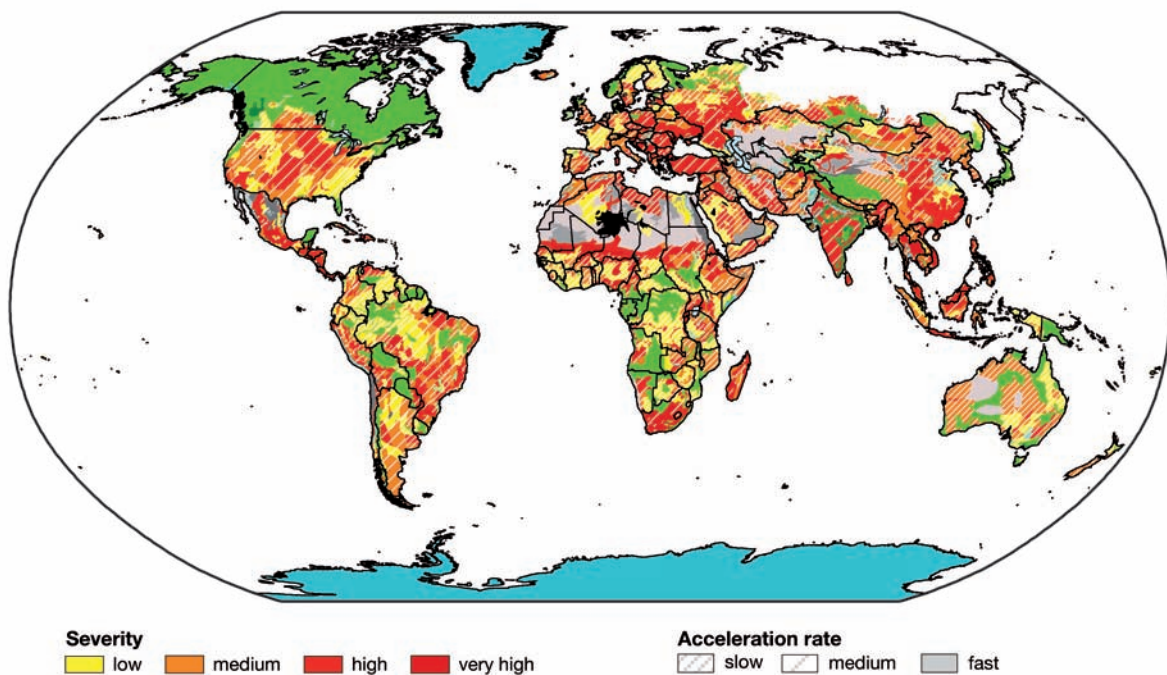 Severity
low medium high very high
Acceleration rate
slow medium fast